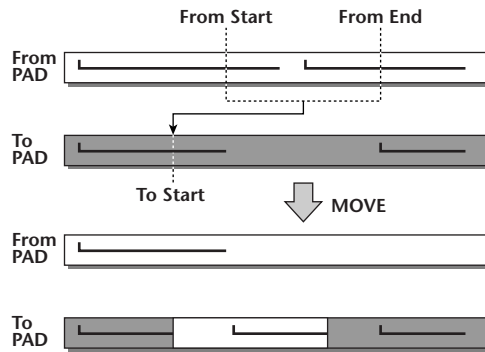 From Start From End
From
PAD
To
PAD
To Start
MOVE
From
PAD
To
PAD